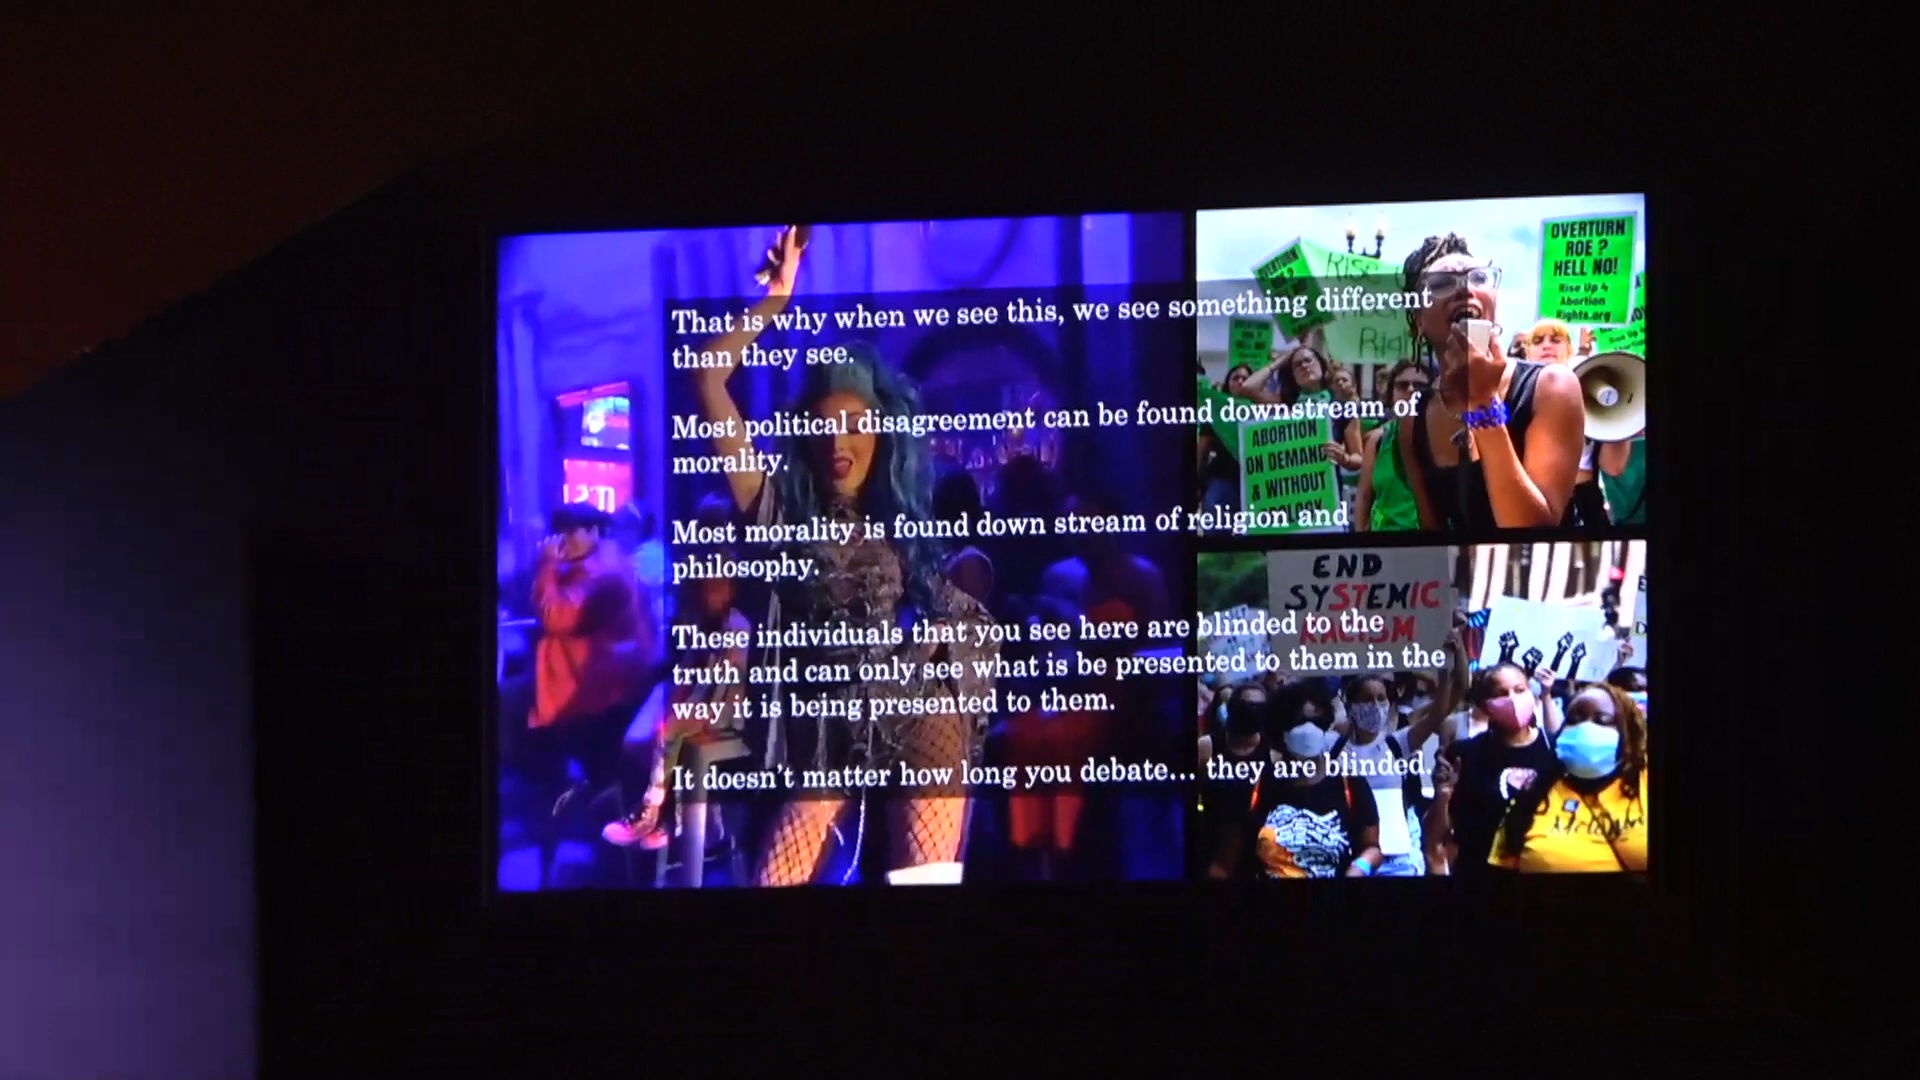 That is why when we see this, we see something different
than they see.
Most political disagreement can be found downstream of
morality.
Most morality is found down stream of religion and
philosophy.
These individuals that you see here are blinded to the
truth and can only see what is be presented to them in the
way it is being presented to them.
It doesn't matter how long you debate... they are blinded.
OVERTURN
ROE ?
HELL NO!
Rise Up 4
Abortion
Rights.org
OVERTURN
RISE
Righ
ABORTION
ON DEMAND
& WITHOUT
END
SYSTEMIC
RACISM